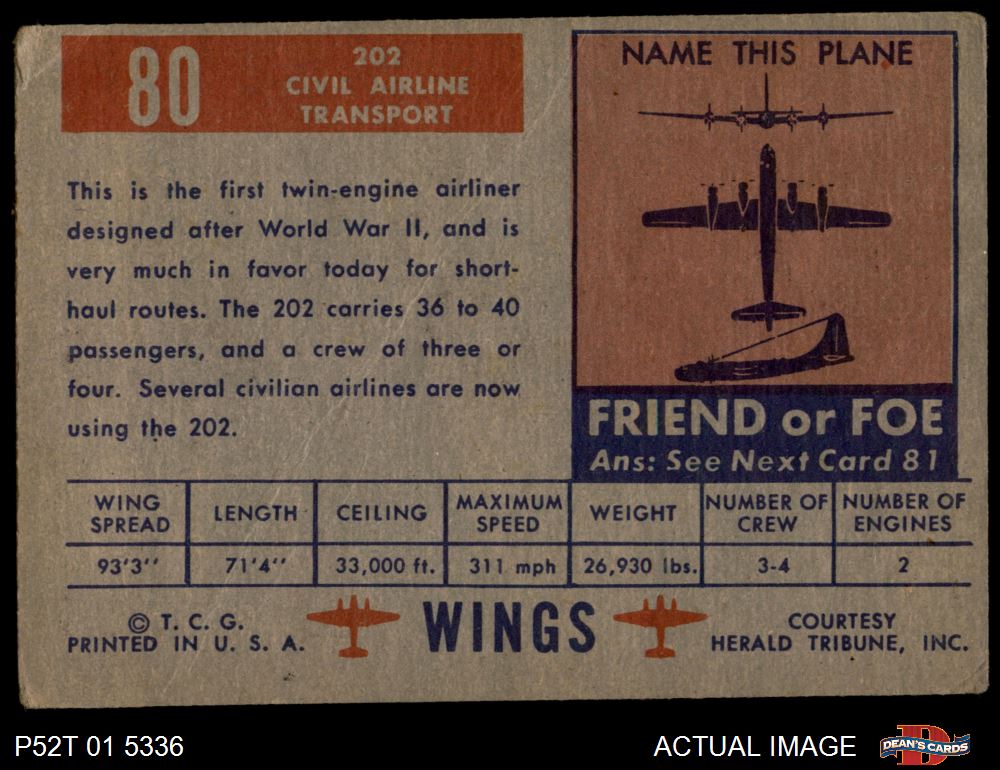 80
202
CIVIL AIRLINE
TRANSPORT
This is the first twin-engine airliner
designed after World War II, and is
very much in favor today for short-
haul routes. The 202 carries 36 to 40
passengers, and a crew of three or
four. Several civilian airlines are now
using the 202.
NAME THIS PLANE
FRIEND or FOE
Ans: See Next Card 81
WING SPREAD LENGTH CEILING MAXIMUM SPEED WEIGHT NUMBER OF CREW NUMBER OF ENGINES
93'3'' 71'4'' 33,000 ft. 311 mph 26,930 lbs. 3-4 2
© T. C. G.
PRINTED IN U. S. A.
WINGS
COURTESY
HERALD TRIBUNE, INC.
P52T 01 5336
ACTUAL IMAGE
DEAN'S CARDS